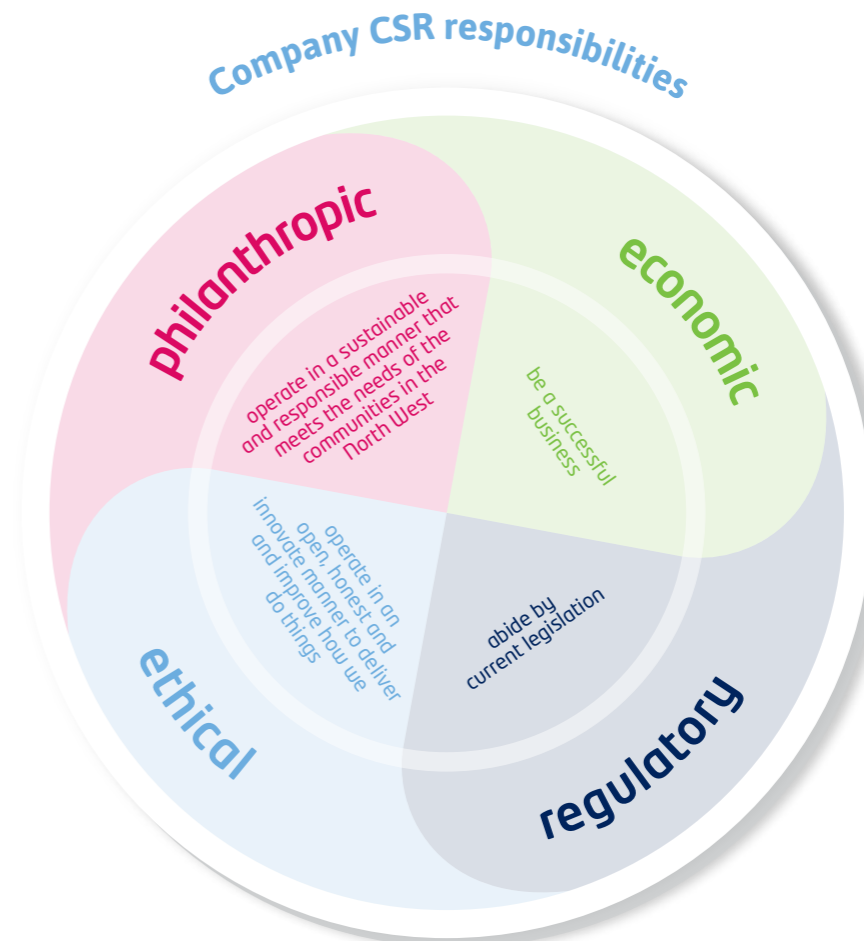 Company CSR responsibilities
philanthropic
operate in a sustainable
and responsible manner that
meets the needs of the
communities in the
North West
economic
be a successful
business
ethical
operate in an
open, honest and
innovate manner to deliver
and improve how we
do things
regulatory
abide by
current legislation